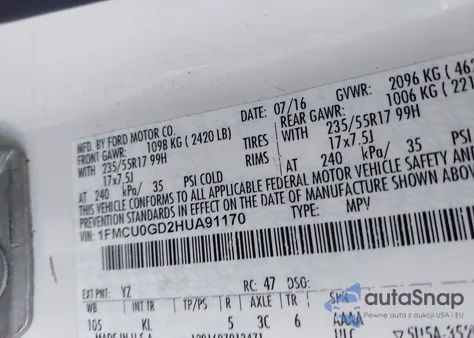 MFD. BY FORD MOTOR CO.
DATE: 07/16 GVWR: 2096 KG
FRONT GAWR: 1098 KG (2420 LB) REAR GAWR: 1006 KG
WITH 235/55R17 99H TIRES WITH 235/55R17 99H
17x7.5J RIMS 17x7.5J
AT 240 kPa/ 35 PSI COLD AT 240 kPa/ 35
THIS VEHICLE CONFORMS TO ALL APPLICABLE FEDERAL MOTOR VEHICLE SAFETY
PREVENTION STANDARDS IN EFFECT ON THE DATE OF MANUFACTURE SHOWN
VIN: 1FMCU0GD2HUA91170 TYPE: MPV
EXT PNT: YZ RC: 47 DSO:
WB INT TR TP/PS R AXLE TR
105 KL 5 3C 6 AAAA
autoSnap
Pewne auta z aukcji USA i EU